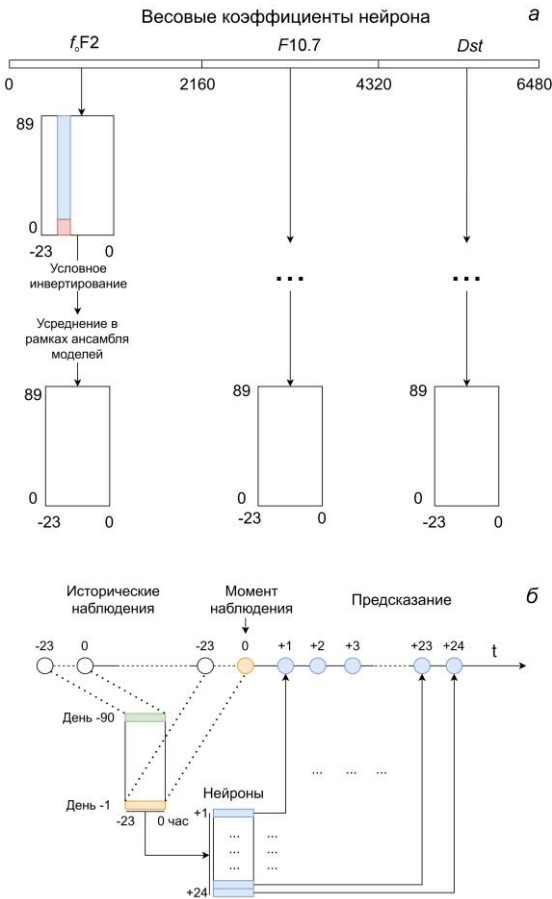 Весовые коэффициенты нейрона
а
f₀F2
F10.7
Dst
0
2160
4320
6480
89
0
-23
0
Условное
инвертирование
...
...
Усреднение в
рамках ансамбля
моделей
89
0
-23
0
89
0
-23
0
89
0
-23
0
б
Исторические
наблюдения
Момент
наблюдения
Предсказание
-23
0
-23
0
+1
+2
+3
+23
+24
t
День -90
День -1
-23
0 час
... ... ...
Нейроны
+1
... ...
... ...
... ...
+24